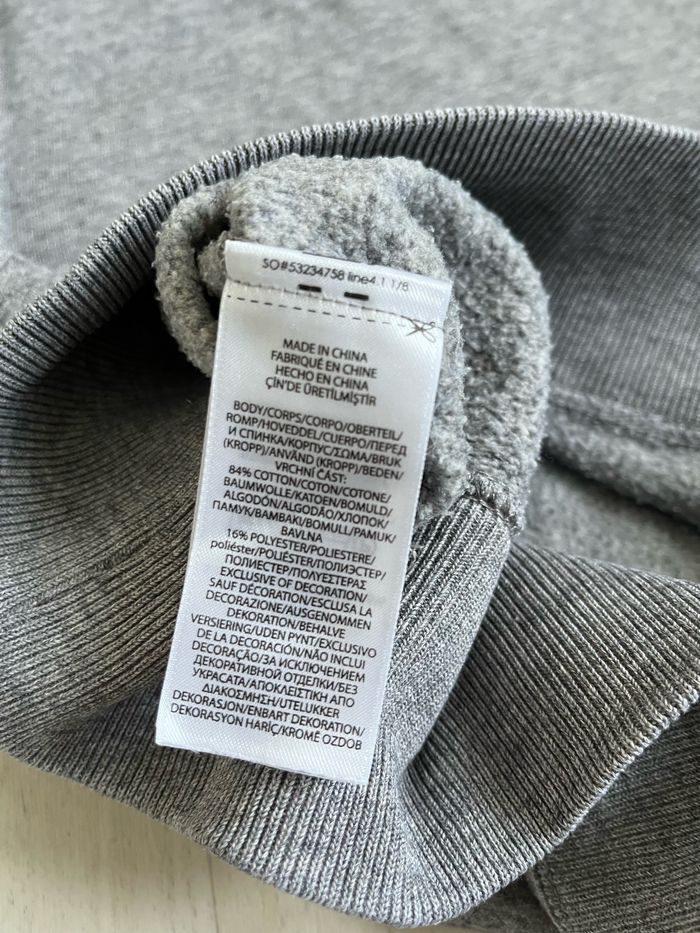 SO#53234758 line4.1 1/8
MADE IN CHINA
FABRIQUÉ EN CHINE
HECHO EN CHINA
ÇİN'DE ÜRETİLMİŞTİR
BODY/CORPS/CORPO/OBERTEIL/
ROMP/HOVEDDEL/CUERPO/ПЕРЕД
И СПИНКА/КОРПУС/ΣΩΜΑ/BRUK
(KROPP)/ANVÄND (KROPP)/BEDEN/
VRCHNÍ ČÁST:
84% COTTON/COTON/COTONE/
BAUMWOLLE/KATOEN/BOMULD/
ALGODÓN/ALGODÃO/ХЛОПОК/
ПАМУК/ΒΑΜΒΑΚΙ/BOMULL/PAMUK/
BAVLNA
16% POLYESTER/POLIESTERE/
poliéster/poliéster/ПОЛИЭСТЕР/
ПОЛИЕСТЕР/ΠΟΛΥΕΣΤΕΡΑΣ
EXCLUSIVE OF DECORATION/
SAUF DÉCORATION/ESCLUSA LA
DECORAZIONE/AUSGENOMMEN
DEKORATION/BEHALVE
VERSIERING/UDEN PYNT/EXCLUSIVO
DE LA DECORACIÓN/NÃO INCLUI
DECORAÇÃO/ЗА ИСКЛЮЧЕНИЕМ
ДЕКОРАТИВНОЙ ОТДЕЛКИ/БЕЗ
УКРАСАТА/ΑΠΟΚΛΕΙΣΤΙΚΗ ΑΠΟ
ΔΙΑΚΟΣΜΗΣΗ/UTELUKKER
DEKORASJON/ENBART DEKORATION/
DEKORASYON HARİÇ/KROMĚ OZDOB